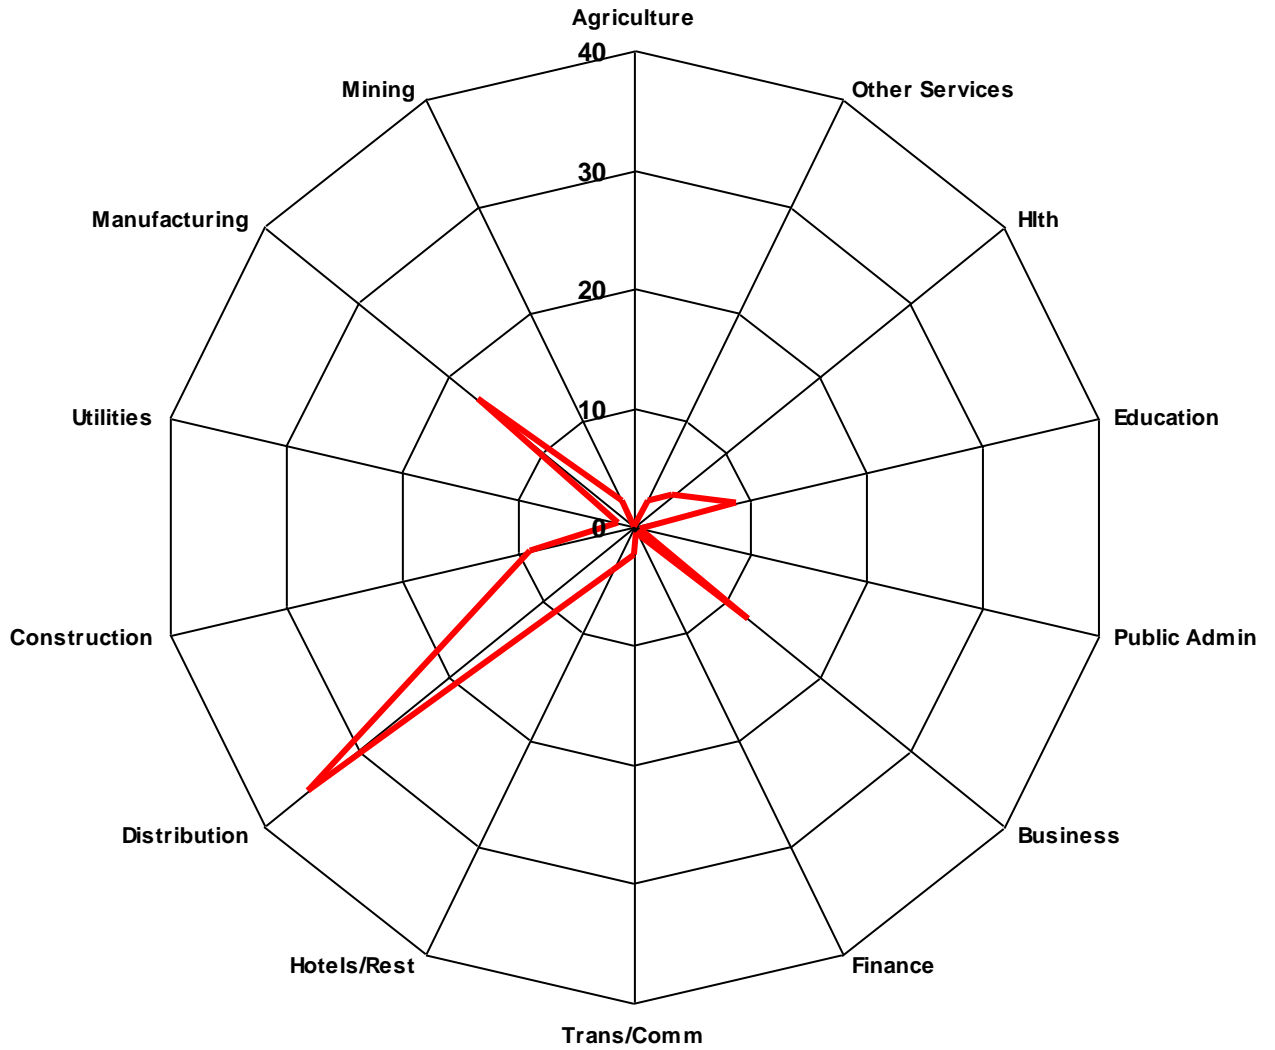 Agriculture
40
Mining
Other Services
30
Manufacturing
Hlth
20
10
Utilities
Education
0
Construction
Public Admin
Distribution
Business
Hotels/Rest
Finance
Trans/Comm